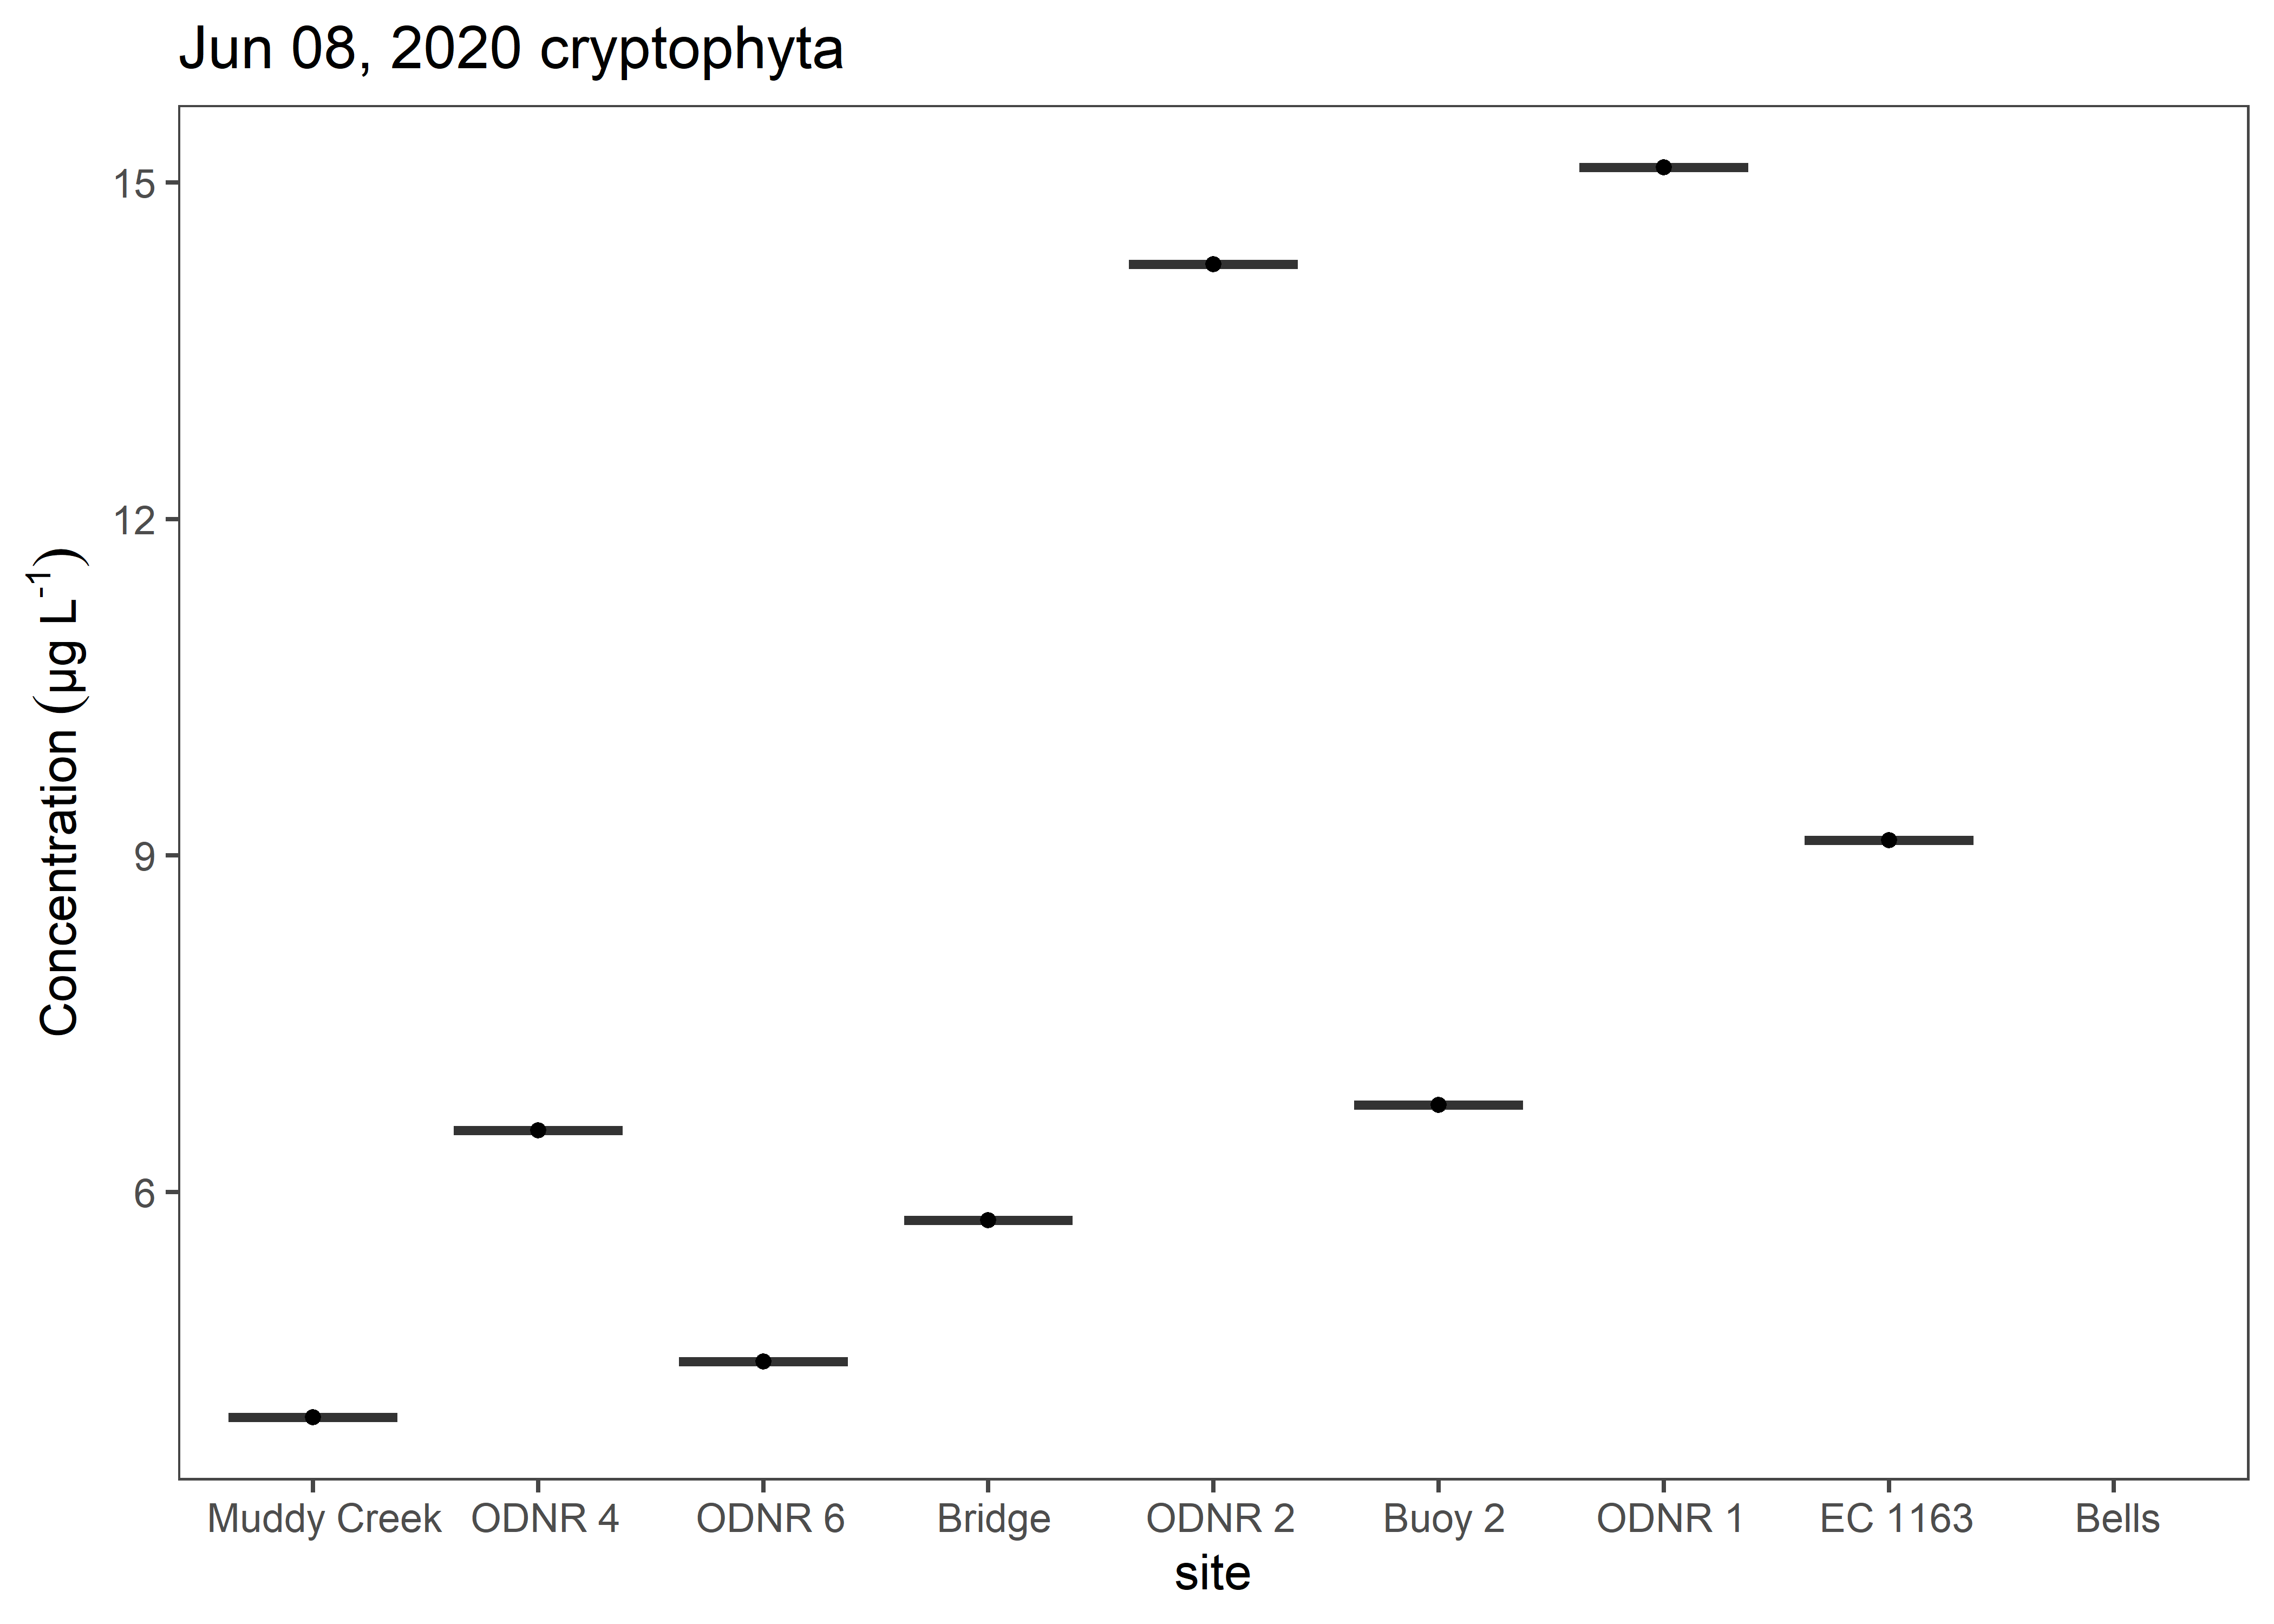 Jun 08, 2020 cryptophyta
Concentration (µg L⁻¹)
15
12
9
6
Muddy Creek ODNR 4 ODNR 6 Bridge ODNR 2 Buoy 2 ODNR 1 EC 1163 Bells
site